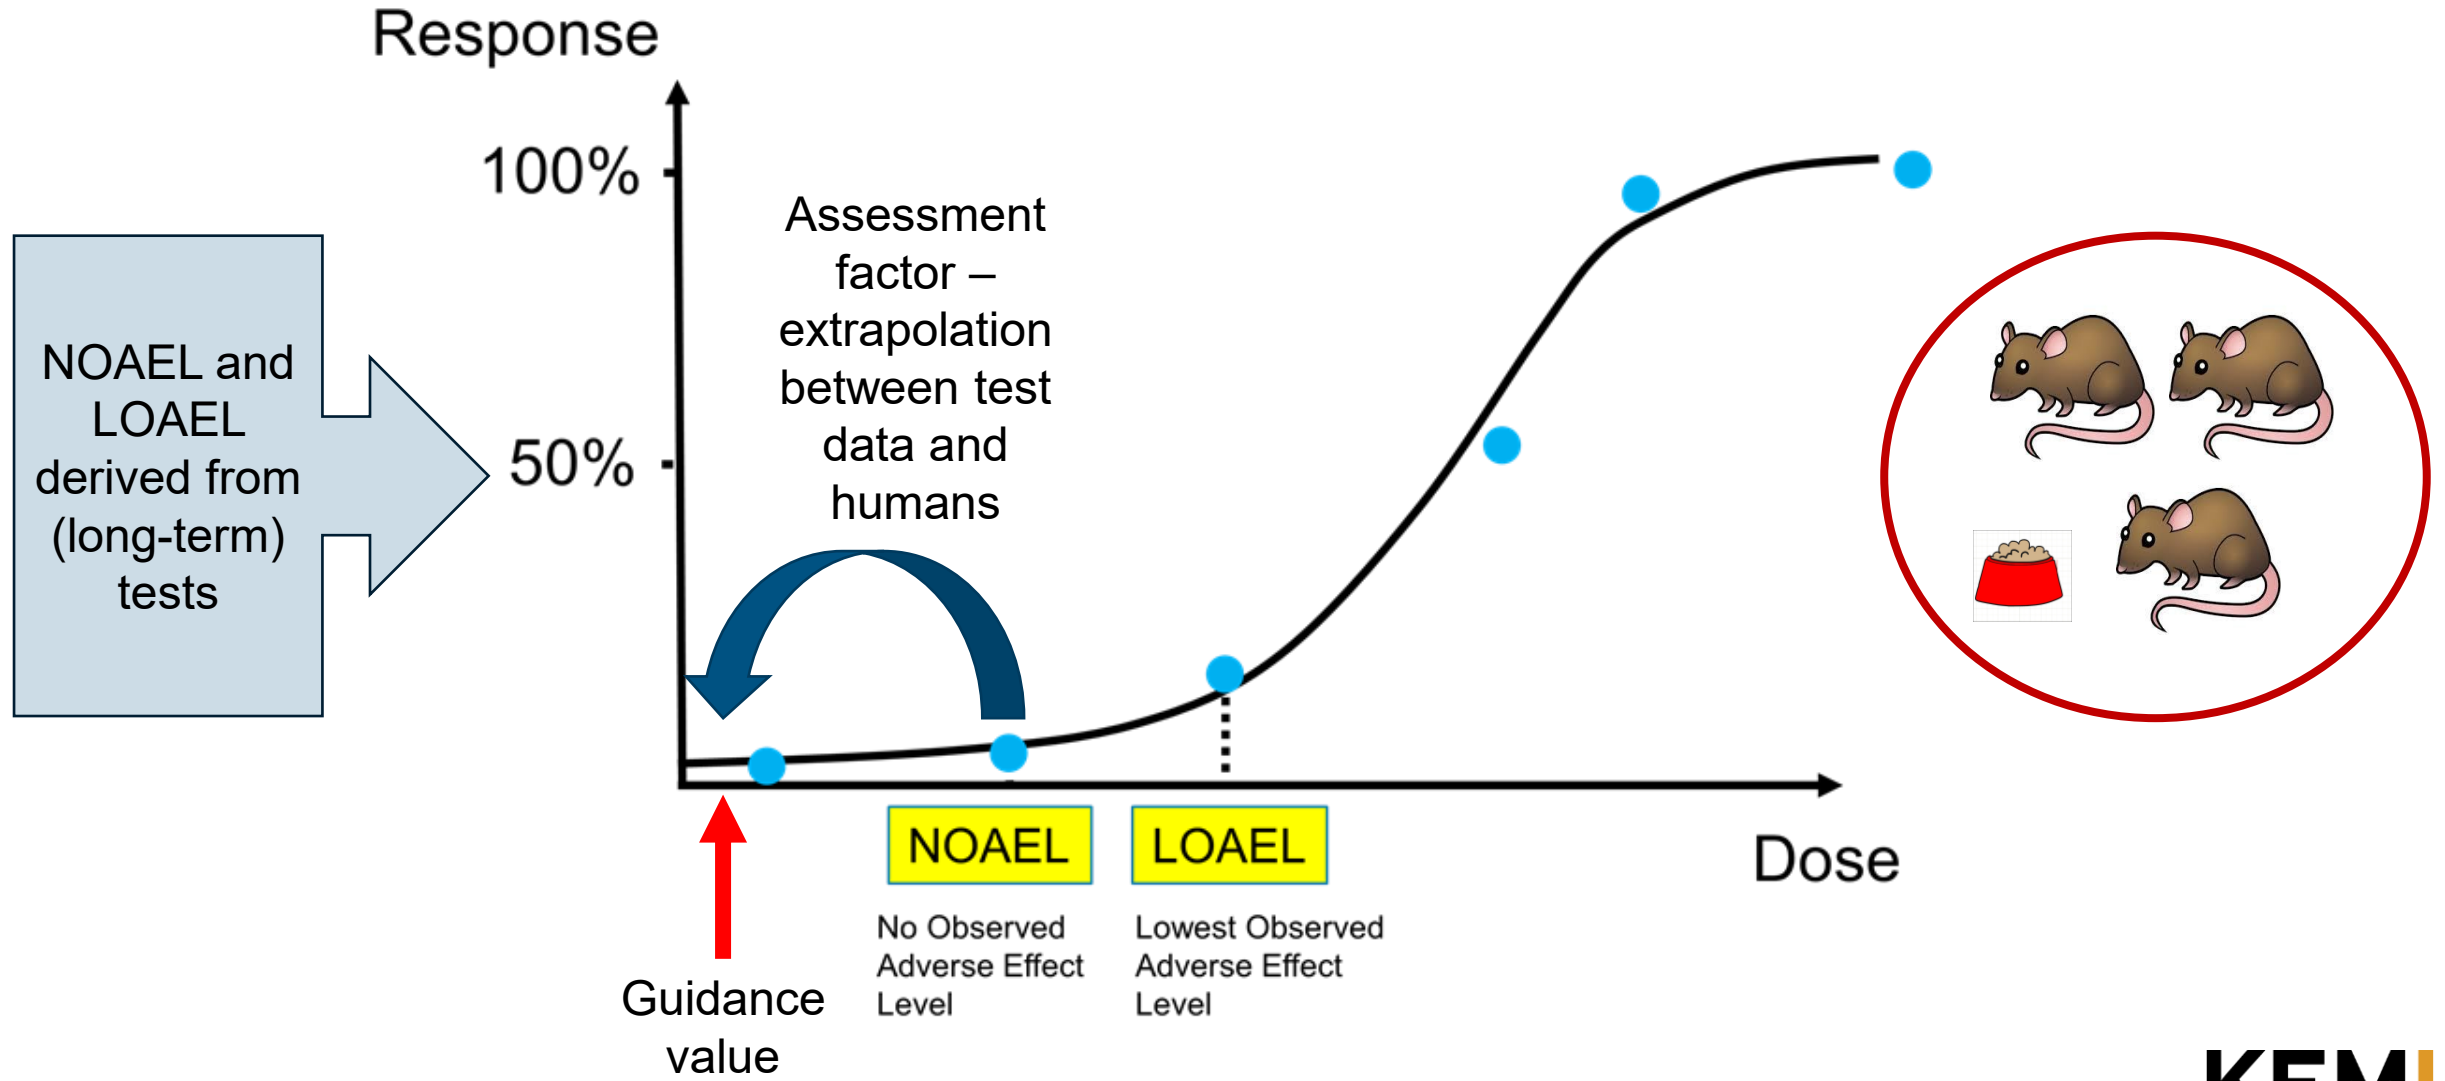 Response
100%
50%
NOAEL and
LOAEL
derived from
(long-term)
tests
Assessment
factor –
extrapolation
between test
data and
humans
NOAEL
LOAEL
Dose
No Observed
Adverse Effect
Level
Lowest Observed
Adverse Effect
Level
Guidance
value
KEMI